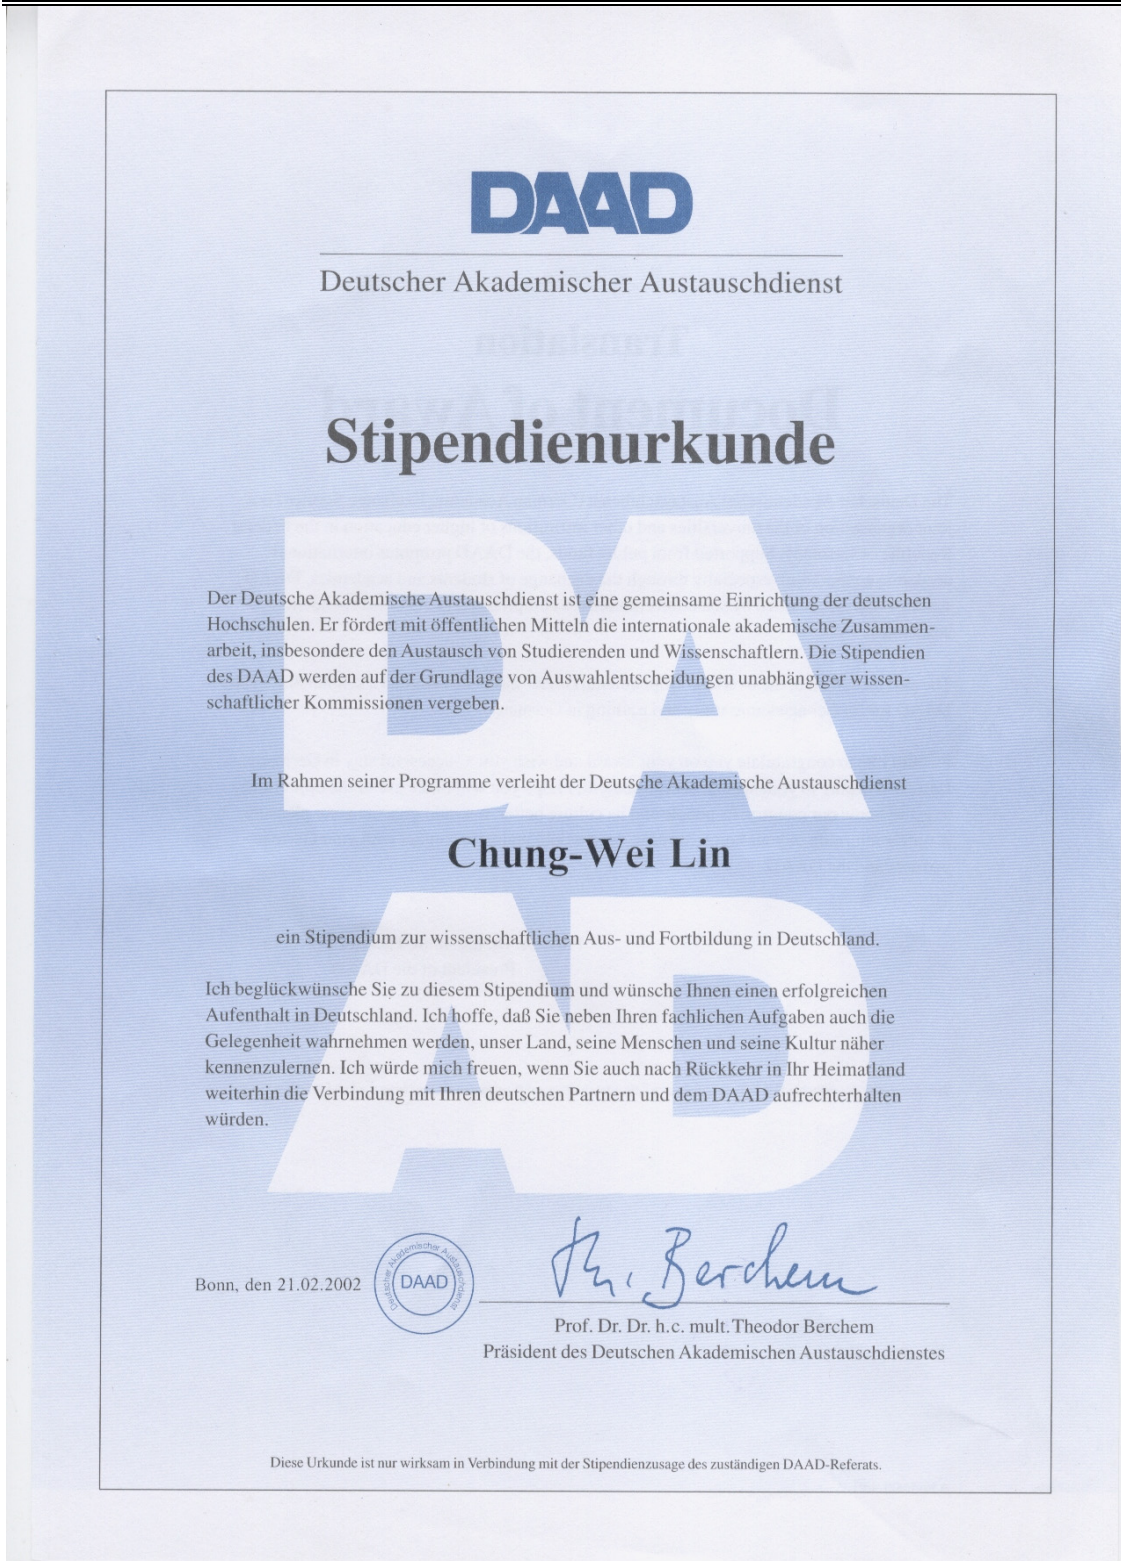 DAAD
Deutscher Akademischer Austauschdienst
Translation
Document of Award
Stipendienurkunde
DA
Der Deutsche Akademische Austauschdienst ist eine gemeinsame Einrichtung der deutschen
Hochschulen. Er fördert mit öffentlichen Mitteln die internationale akademische Zusammen-
arbeit, insbesondere den Austausch von Studierenden und Wissenschaftlern. Die Stipendien
des DAAD werden auf der Grundlage von Auswahlentscheidungen unabhängiger wissen-
schaftlicher Kommissionen vergeben.
Im Rahmen seiner Programme verleiht der Deutsche Akademische Austauschdienst
Chung-Wei Lin
AD
ein Stipendium zur wissenschaftlichen Aus- und Fortbildung in Deutschland.
Ich beglückwünsche Sie zu diesem Stipendium und wünsche Ihnen einen erfolgreichen
Aufenthalt in Deutschland. Ich hoffe, daß Sie neben Ihren fachlichen Aufgaben auch die
Gelegenheit wahrnehmen werden, unser Land, seine Menschen und seine Kultur näher
kennenzulernen. Ich würde mich freuen, wenn Sie auch nach Rückkehr in Ihr Heimatland
weiterhin die Verbindung mit Ihren deutschen Partnern und dem DAAD aufrechterhalten
würden.
Th. Berchem
Bonn, den 21.02.2002
Deutscher Akademischer Austauschdienst
DAAD
Prof. Dr. Dr. h.c. mult. Theodor Berchem
Präsident des Deutschen Akademischen Austauschdienstes
Diese Urkunde ist nur wirksam in Verbindung mit der Stipendienzusage des zuständigen DAAD-Referats.